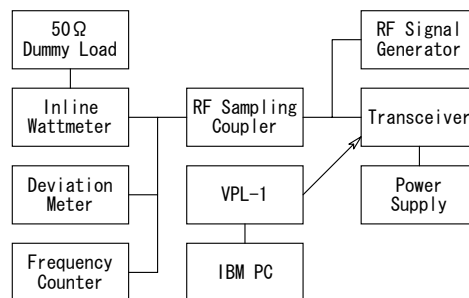 50Ω
Dummy Load
RF Signal
Generator
Inline
Wattmeter
RF Sampling
Coupler
Transceiver
Deviation
Meter
VPL-1
Power
Supply
Frequency
Counter
IBM PC